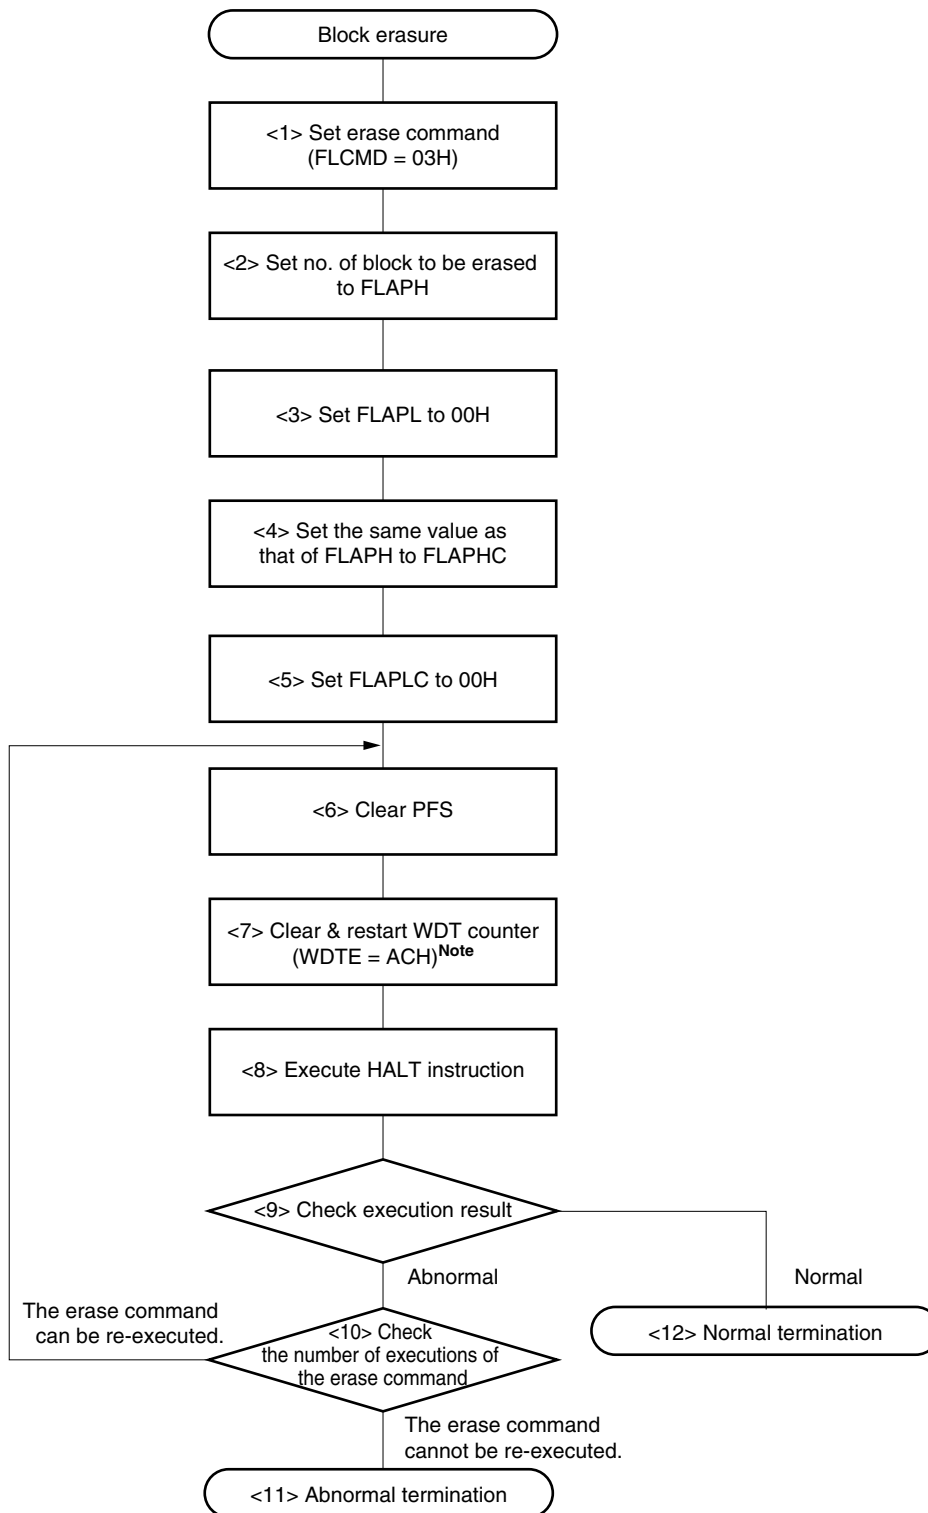 Block erasure
<1> Set erase command
(FLCMD = 03H)
<2> Set no. of block to be erased
to FLAPH
<3> Set FLAPL to 00H
<4> Set the same value as
that of FLAPH to FLAPHC
<5> Set FLAPLC to 00H
<6> Clear PFS
<7> Clear & restart WDT counter
(WDTE = ACH)Note
<8> Execute HALT instruction
<9> Check execution result
Abnormal
Normal
The erase command
can be re-executed.
<10> Check
the number of executions of
the erase command
<12> Normal termination
The erase command
cannot be re-executed.
<11> Abnormal termination